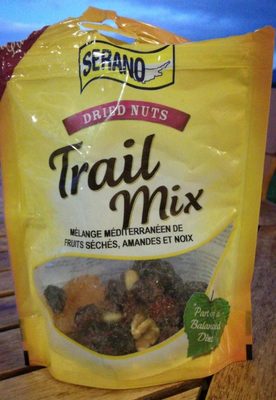 SERANO
DRIED NUTS
Trail
Mix
MÉLANGE MÉDITERRANÉEN DE
FRUITS SÉCHÉS, AMANDES ET NOIX
Part of a
Balanced
Diet